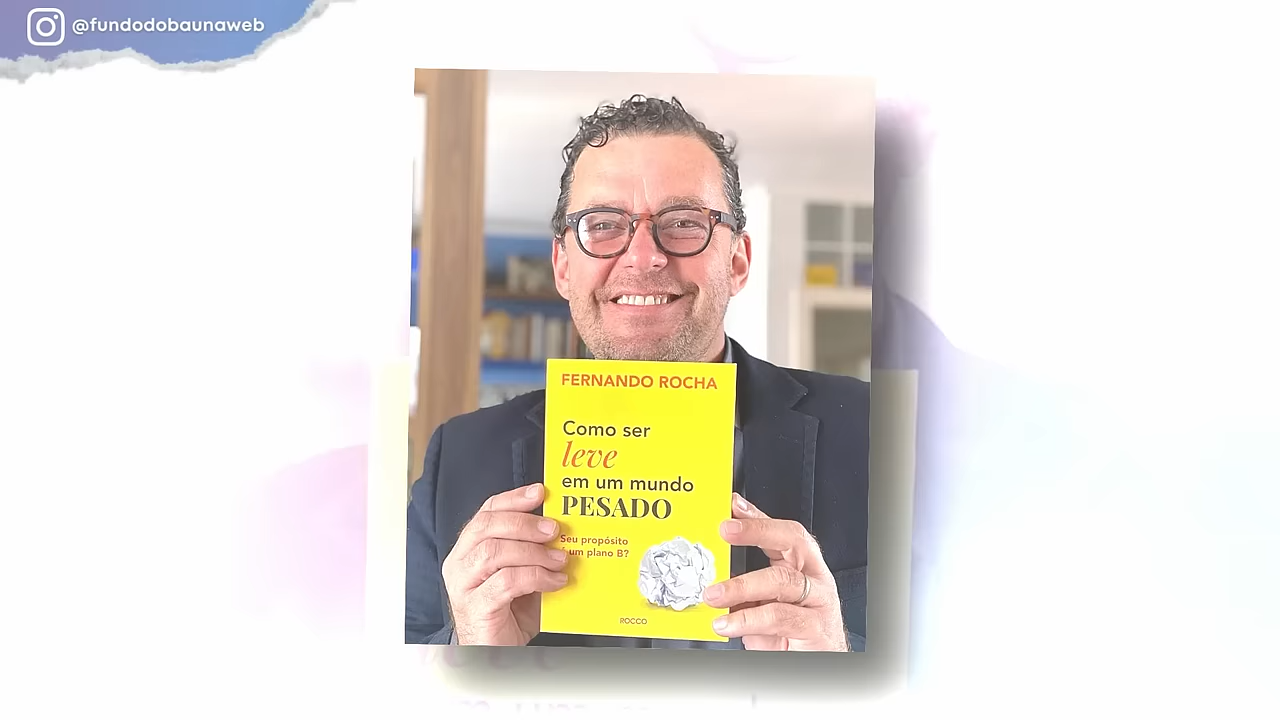 @fundodobaunaweb
FERNANDO ROCHA
Como ser
leve
em um mundo
PESADO
Seu propósito
um plano B?
ROCCO